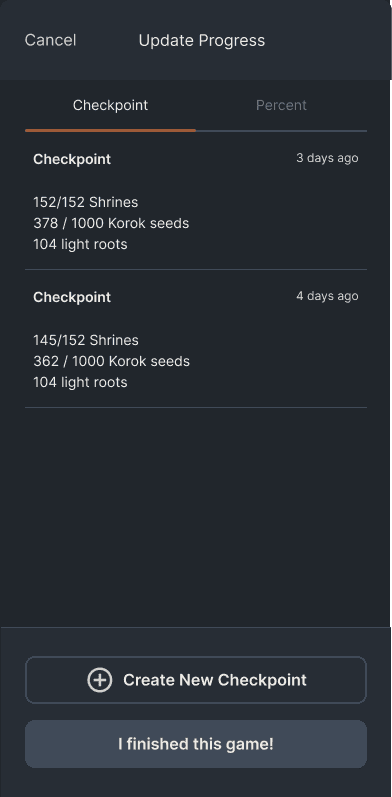 Cancel Update Progress
Checkpoint Percent
Checkpoint 3 days ago
152/152 Shrines
378 / 1000 Korok seeds
104 light roots
Checkpoint 4 days ago
145/152 Shrines
362 / 1000 Korok seeds
104 light roots
Create New Checkpoint
I finished this game!